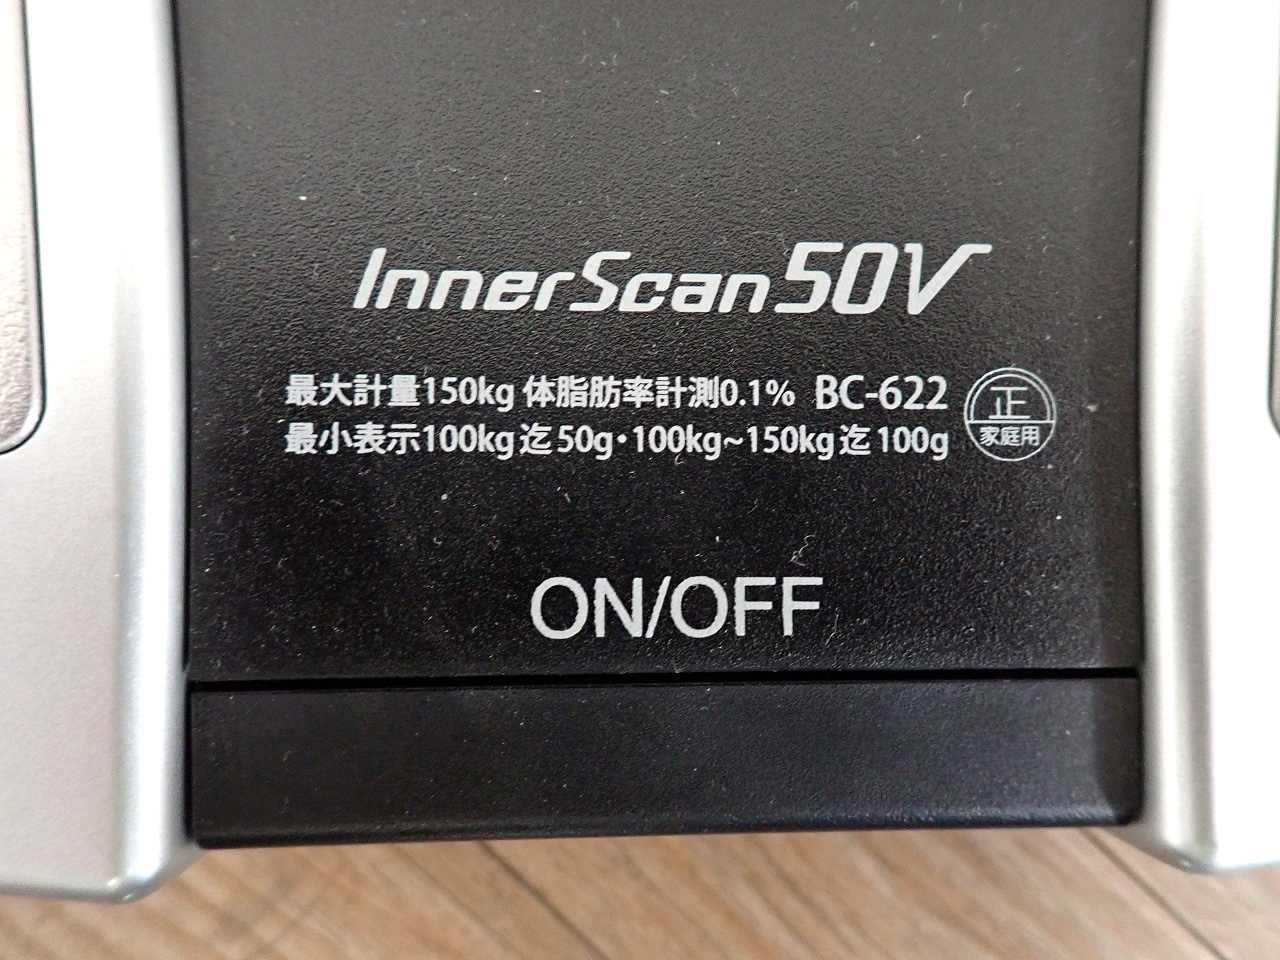 InnerScan50V
最大計量150kg 体脂肪率計測0.1% BC-622
最小表示100kg迄50g・100kg~150kg迄100g
正
家庭用
ON/OFF